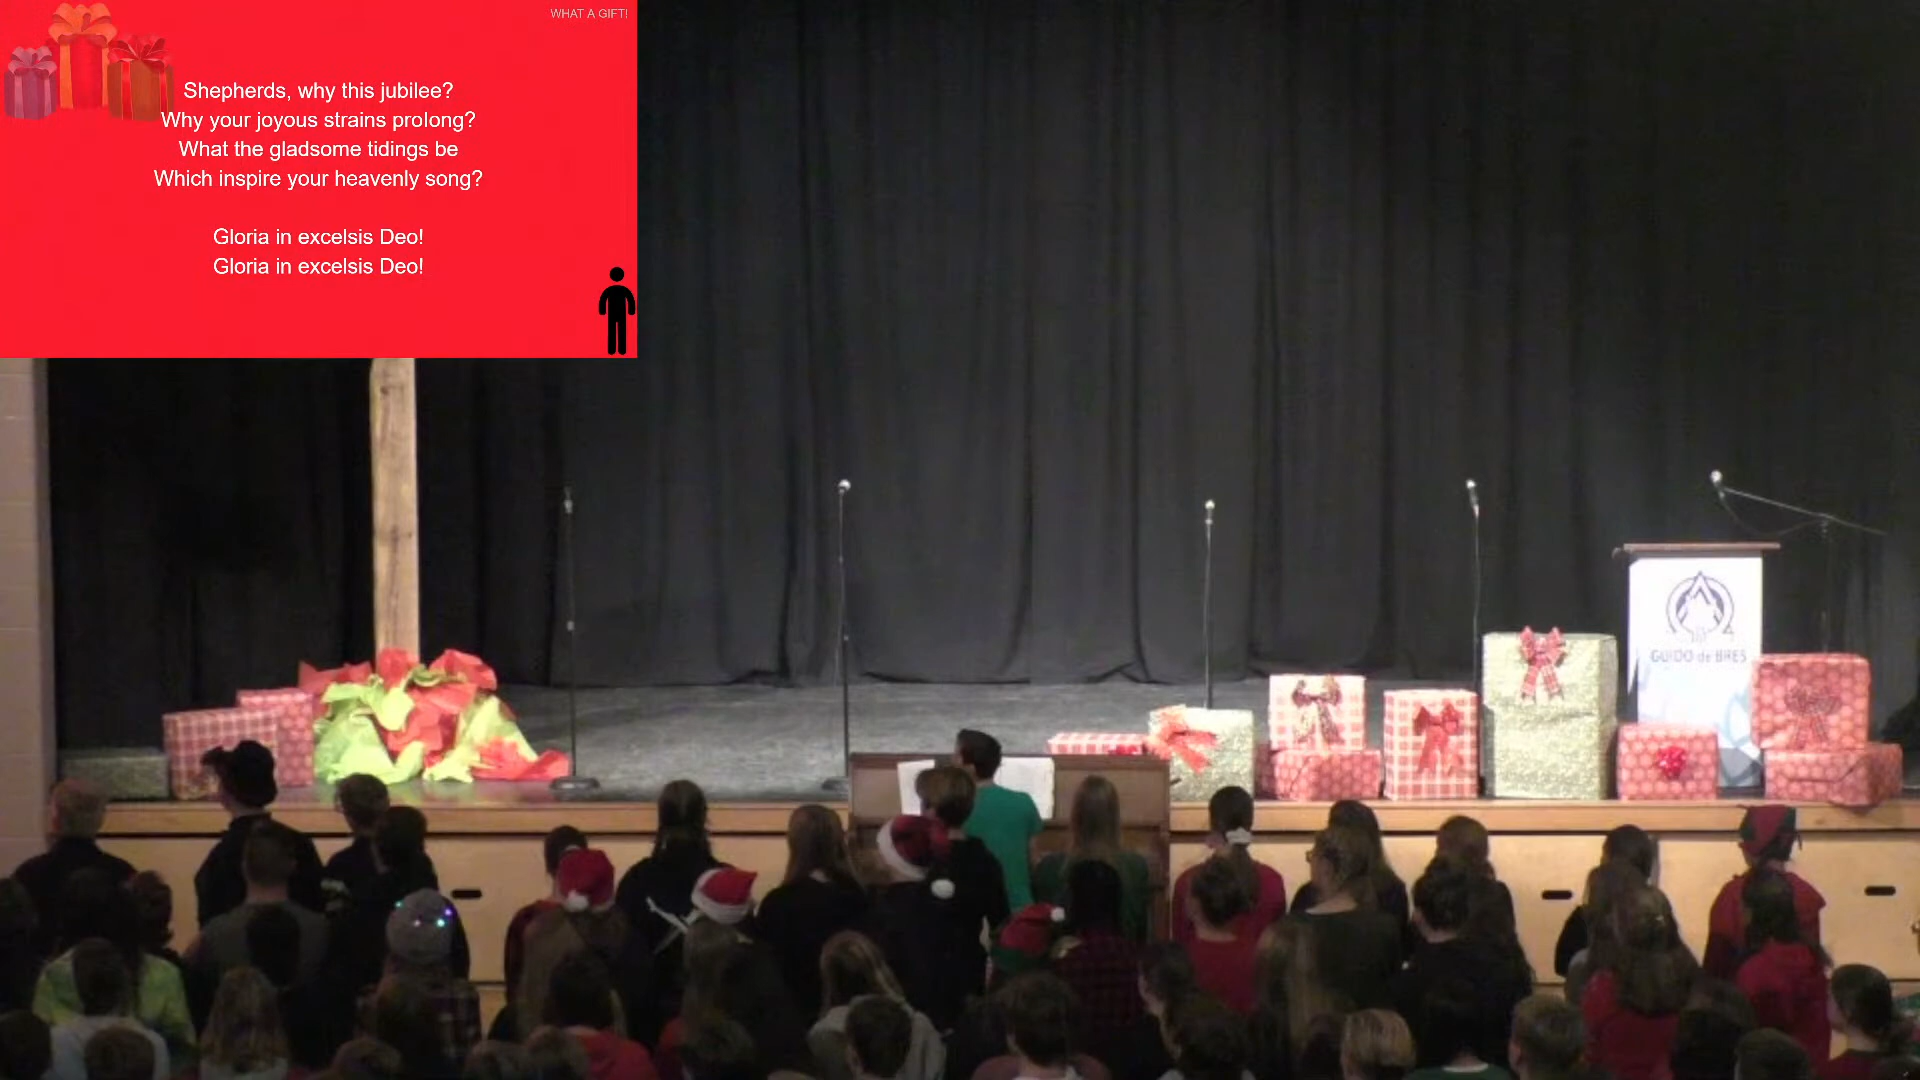 WHAT A GIFT!
Shepherds, why this jubilee?
Why your joyous strains prolong?
What the gladsome tidings be
Which inspire your heavenly song?
Gloria in excelsis Deo!
Gloria in excelsis Deo!
GUIDO de BRES